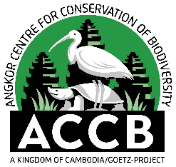 ANGKOR CENTRE FOR CONSERVATION OF BIODIVERSITY
ACCB
A KINGDOM OF CAMBODIA/GOETZ-PROJECT